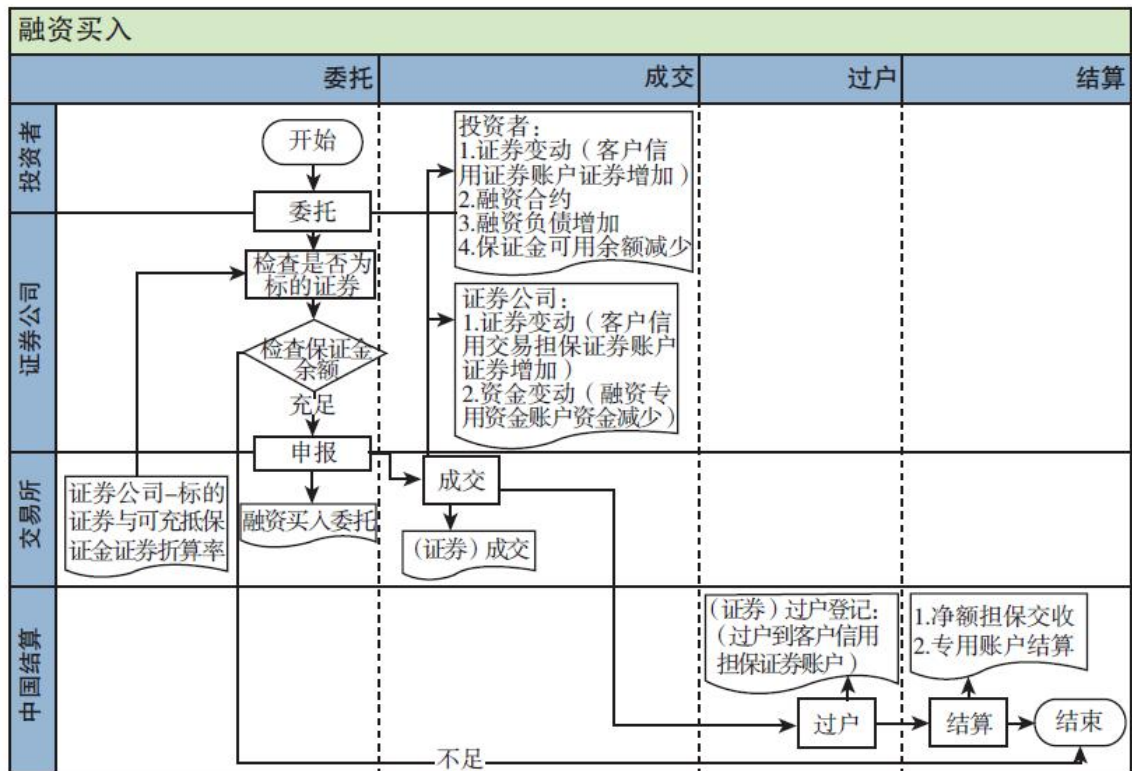 融资买入
委托
成交
过户
结算
投资者
开始
委托
投资者：
1.证券变动（客户信
用证券账户证券增加）
2.融资合约
3.融资负债增加
4.保证金可用余额减少
证券公司
检查是否为
标的证券
检查保证金
余额
充足
申报
证券公司：
1.证券变动（客户信
用交易担保证券账户
证券增加）
2.资金变动（融资专
用资金账户资金减少）
交易所
证券公司–标的
证券与可充抵保
证金证券折算率
融资买入委托
成交
（证券）成交
中国结算
（证券）过户登记：
（过户到客户信用
担保证券账户）
1.净额担保交收
2.专用账户结算
过户
结算
结束
不足